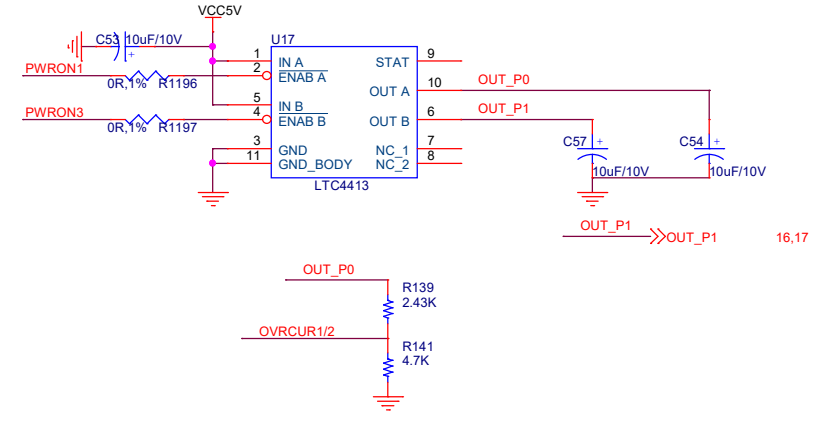 VCC5V
C53 10uF/10V
+
U17
PWRON1
0R,1% R1196
PWRON3
0R,1% R1197
1 IN A
2 ENAB A
5 IN B
4 ENAB B
3 GND
11 GND_BODY
STAT 9
OUT A 10
OUT B 6
NC_1 7
NC_2 8
LTC4413
OUT_P0
OUT_P1
C57 +
10uF/10V
C54 +
10uF/10V
OUT_P1
OUT_P1 16,17
OUT_P0
R139
2.43K
OVRCUR1/2
R141
4.7K